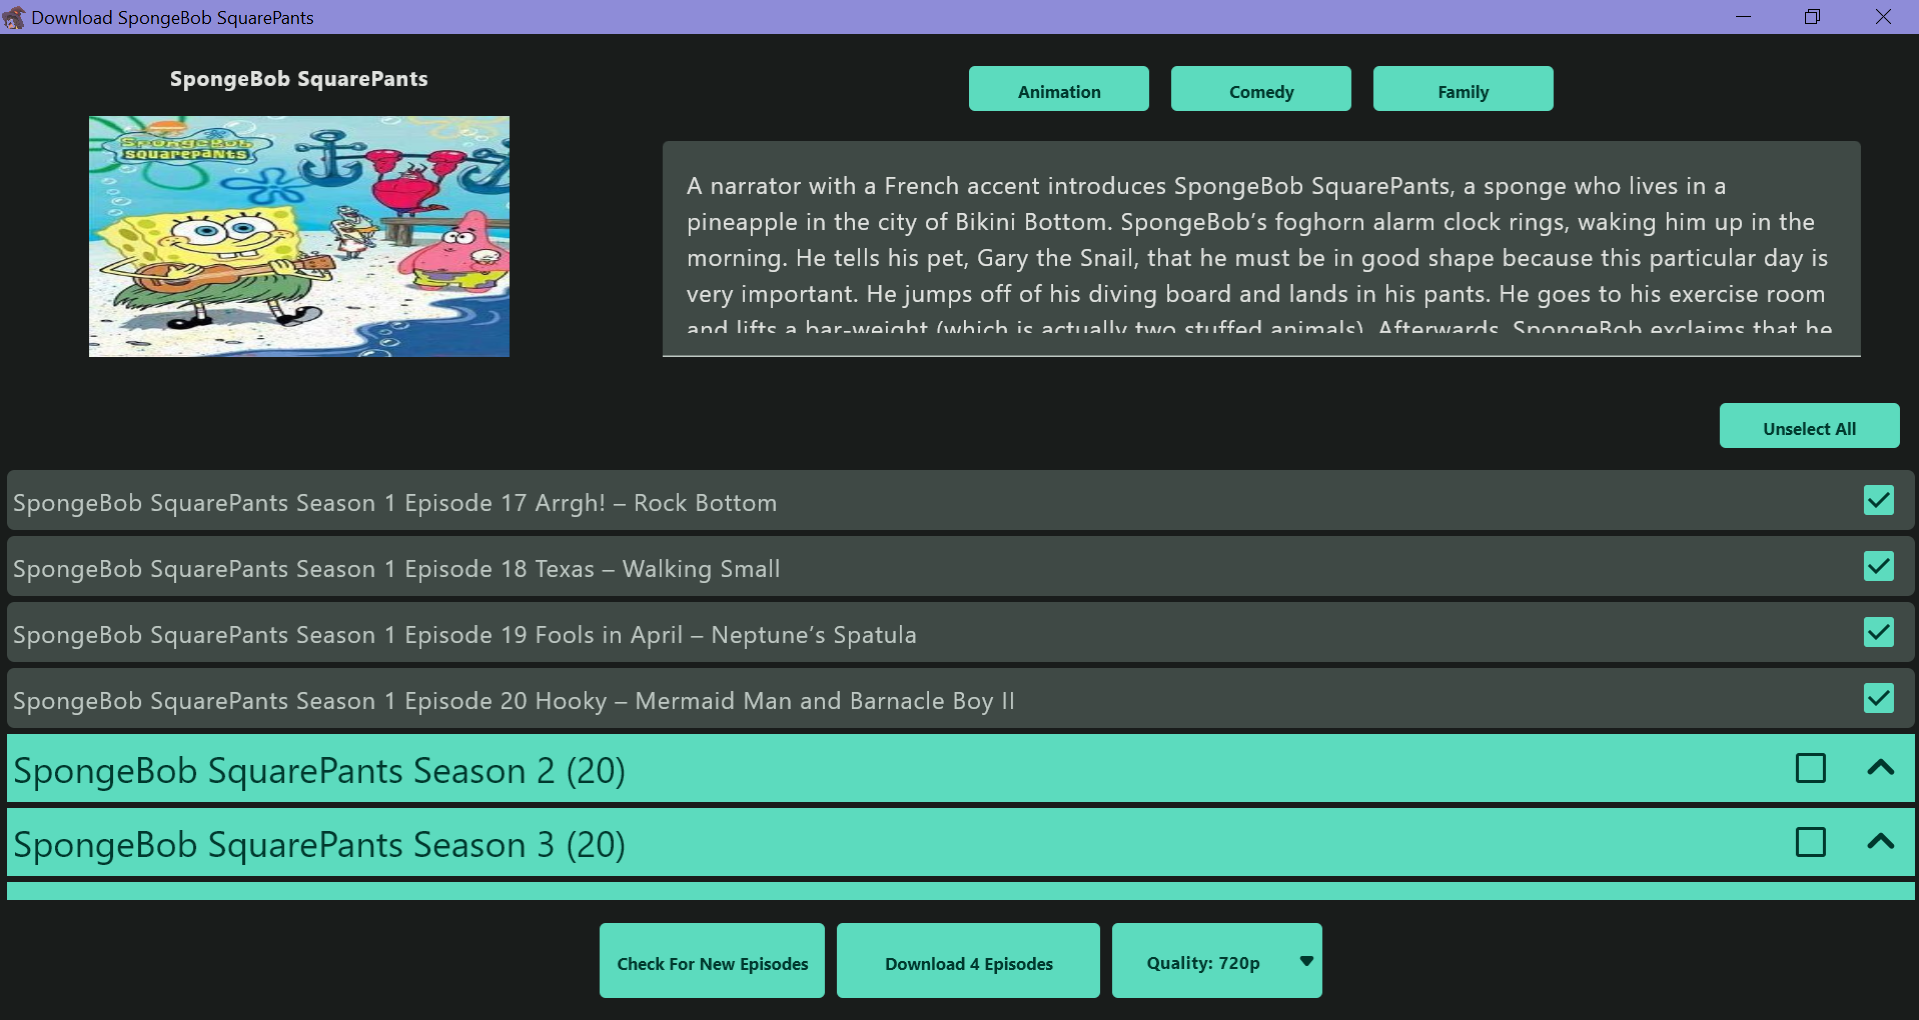 Download SpongeBob SquarePants
SpongeBob SquarePants
SpongeBob
SQUAREPANTS
Animation
Comedy
Family
A narrator with a French accent introduces SpongeBob SquarePants, a sponge who lives in a
pineapple in the city of Bikini Bottom. SpongeBob’s foghorn alarm clock rings, waking him up in the
morning. He tells his pet, Gary the Snail, that he must be in good shape because this particular day is
very important. He jumps off of his diving board and lands in his pants. He goes to his exercise room
and lifts a bar-weight (which is actually two stuffed animals). Afterwards, SpongeBob exclaims that he
Unselect All
SpongeBob SquarePants Season 1 Episode 17 Arrgh! – Rock Bottom
SpongeBob SquarePants Season 1 Episode 18 Texas – Walking Small
SpongeBob SquarePants Season 1 Episode 19 Fools in April – Neptune’s Spatula
SpongeBob SquarePants Season 1 Episode 20 Hooky – Mermaid Man and Barnacle Boy II
SpongeBob SquarePants Season 2 (20)
SpongeBob SquarePants Season 3 (20)
Check For New Episodes
Download 4 Episodes
Quality: 720p